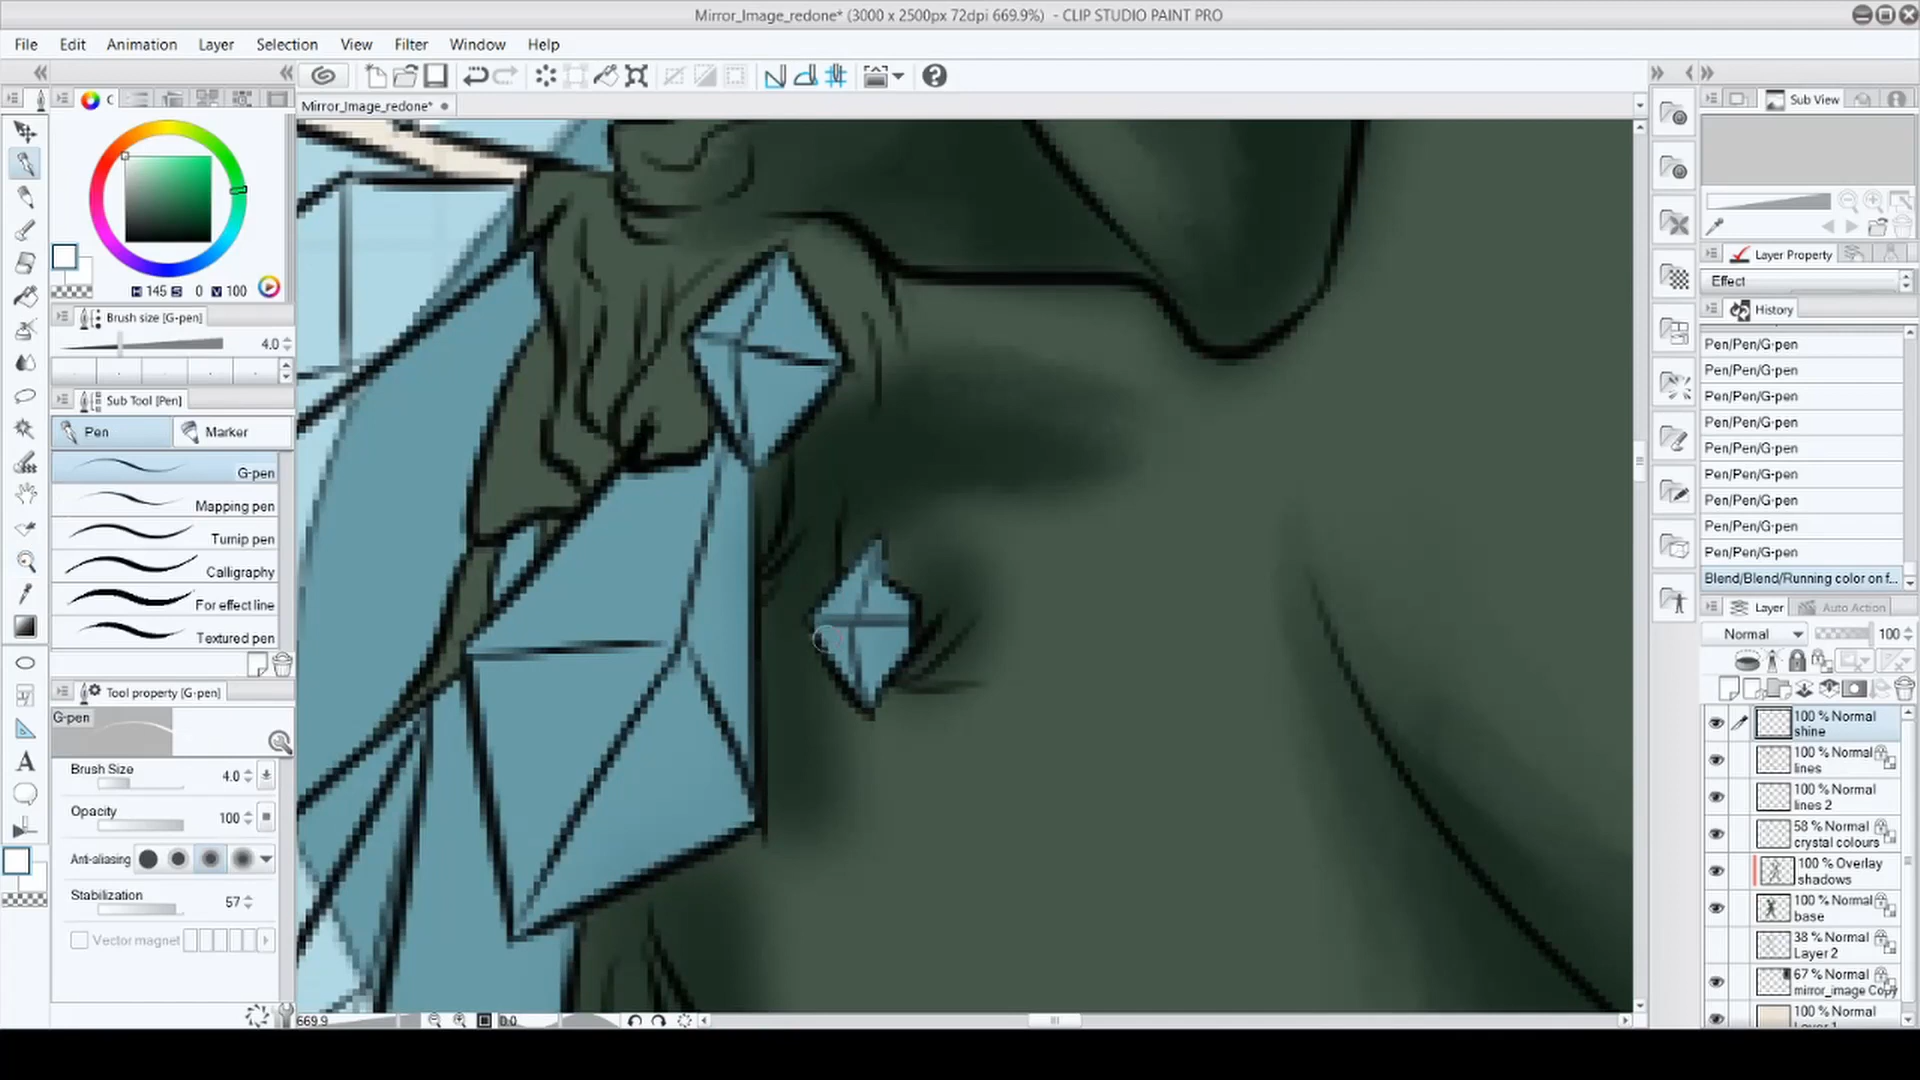 Mirror_Image_redone* (3000 x 2500px 72dpi 669.9%) - CLIP STUDIO PAINT PRO
File Edit Animation Layer Selection View Filter Window Help
Mirror_Image_redone*
C
H 145 S 0 V 100
Brush size [G-pen]
4.0
Sub Tool [Pen]
Pen Marker
G-pen
Mapping pen
Turnip pen
Calligraphy
For effect line
Textured pen
Tool property [G-pen]
G-pen
Brush Size 4.0
Opacity 100
Anti-aliasing
Stabilization 57
Vector magnet
669.9 0.0
Sub View
Layer Property
Effect
History
Pen/Pen/G-pen
Pen/Pen/G-pen
Pen/Pen/G-pen
Pen/Pen/G-pen
Pen/Pen/G-pen
Pen/Pen/G-pen
Pen/Pen/G-pen
Pen/Pen/G-pen
Pen/Pen/G-pen
Blend/Blend/Running color on f...
Layer Auto Action
Normal 100
100 % Normal
shine
100 % Normal
lines
100 % Normal
lines 2
58 % Normal
crystal colours
100 % Overlay
shadows
100 % Normal
base
38 % Normal
Layer 2
67 % Normal
mirror_image Copy
100 % Normal
Layer 1